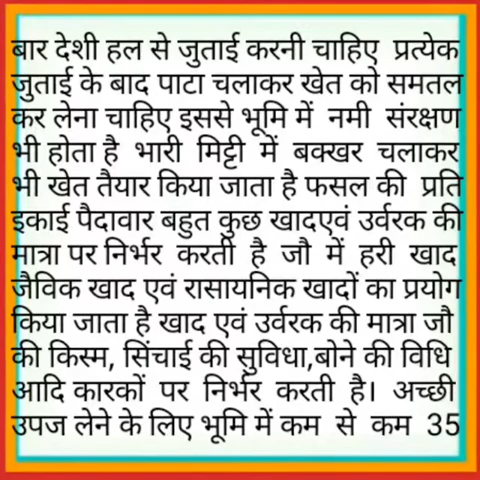 बार देशी हल से जुताई करनी चाहिए प्रत्येक
जुताई के बाद पाटा चलाकर खेत को समतल
कर लेना चाहिए इससे भूमि में नमी संरक्षण
भी होता है भारी मिट्टी में बक्खर चलाकर
भी खेत तैयार किया जाता है फसल की प्रति
इकाई पैदावार बहुत कुछ खादएवं उर्वरक की
मात्रा पर निर्भर करती है जौ में हरी खाद
जैविक खाद एवं रासायनिक खादों का प्रयोग
किया जाता है खाद एवं उर्वरक की मात्रा जौ
की किस्म, सिंचाई की सुविधा,बोने की विधि
आदि कारकों पर निर्भर करती है। अच्छी
उपज लेने के लिए भूमि में कम से कम 35